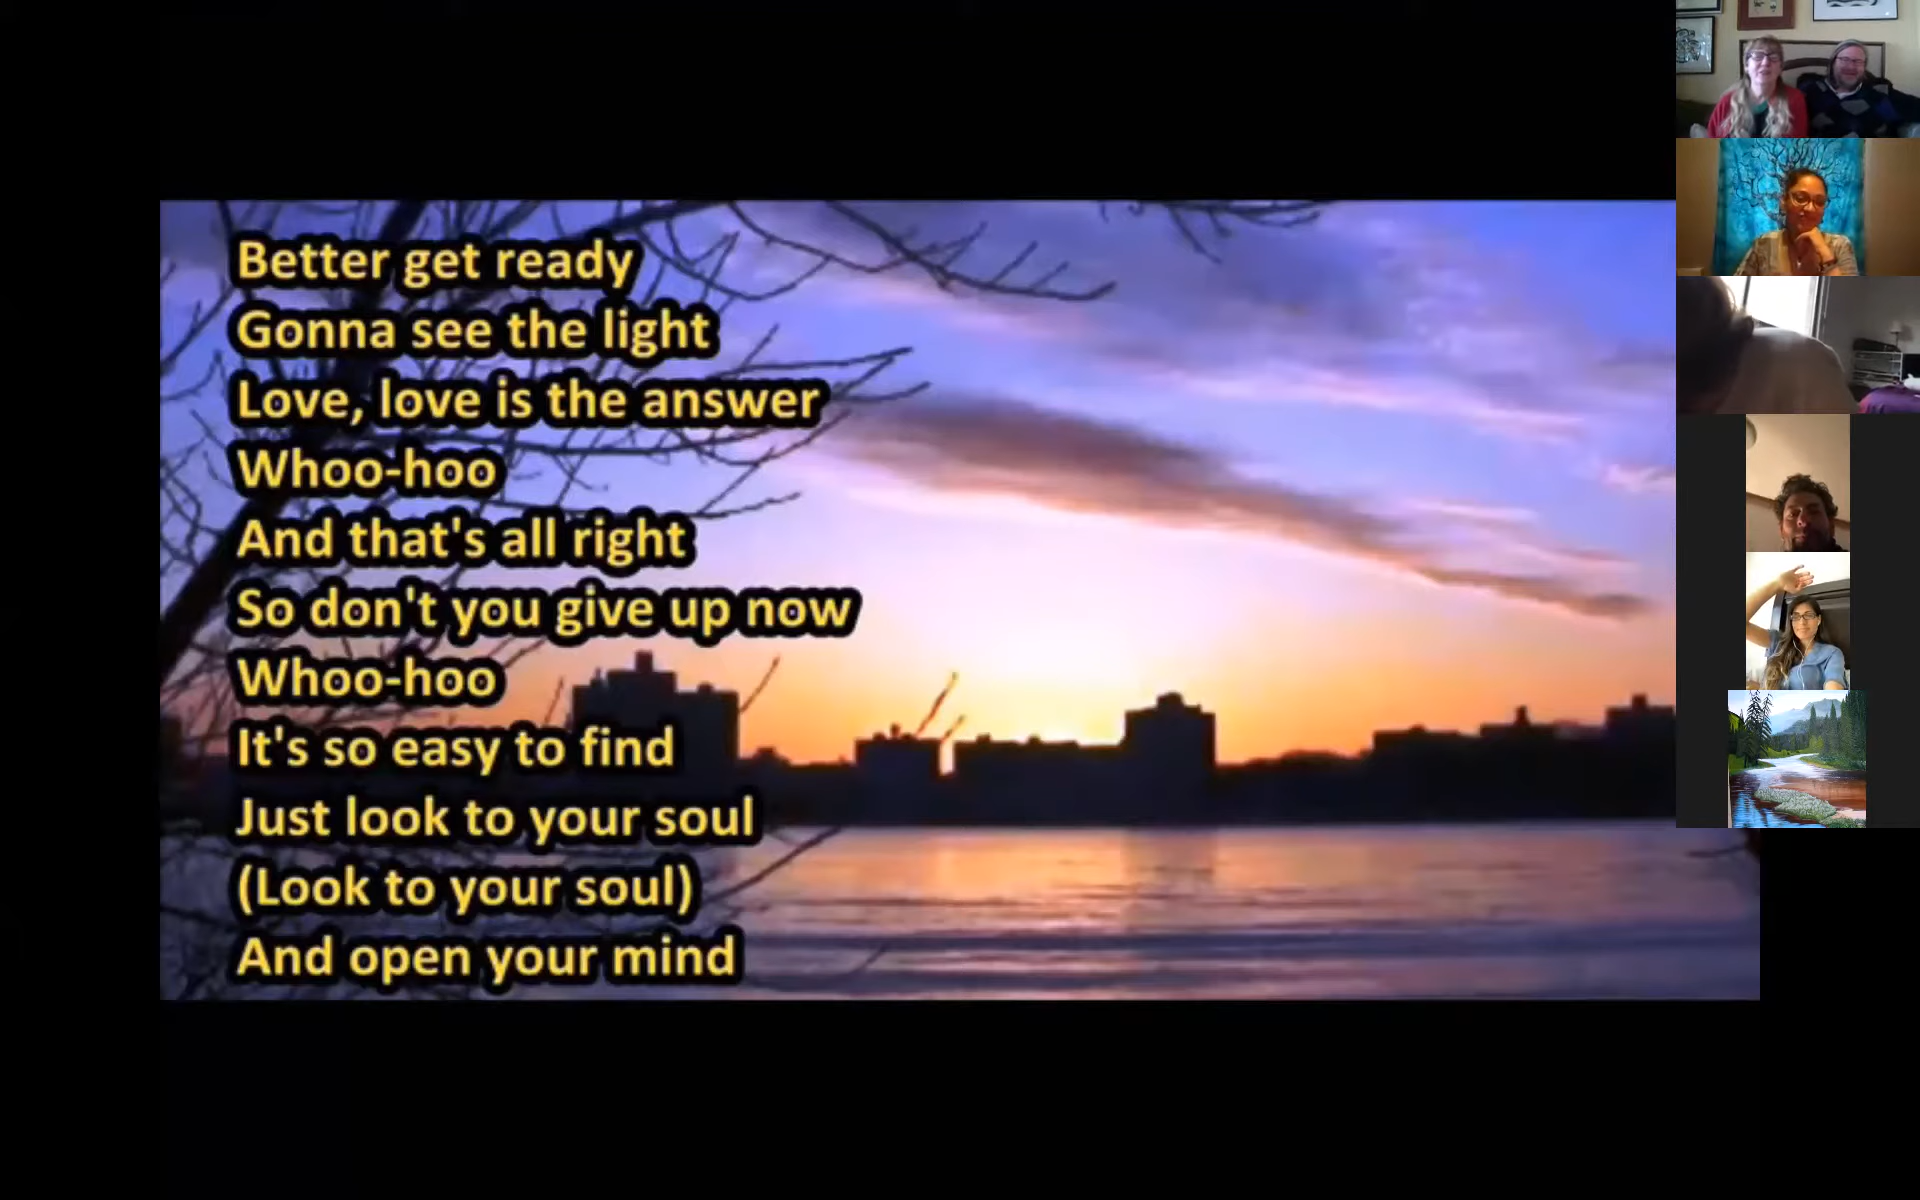 Better get ready
Gonna see the light
Love, love is the answer
Whoo-hoo
And that's all right
So don't you give up now
Whoo-hoo
It's so easy to find
Just look to your soul
(Look to your soul)
And open your mind